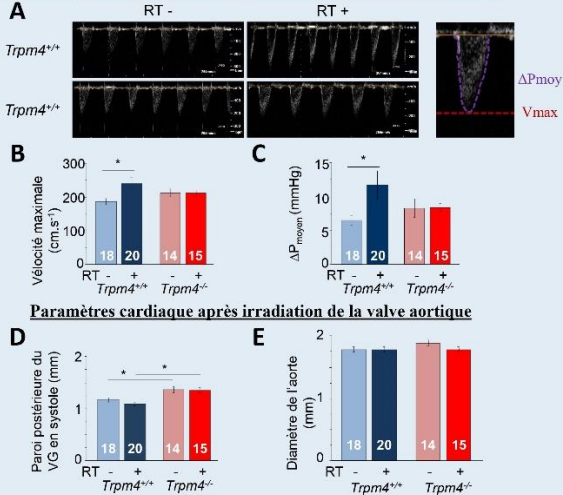 A
RT -
RT +
Trpm4+/+
Trpm4+/+
ΔPmoy
Vmax
B
Vélocité maximale
(cm.s-1)
300
200
100
0
*
18
20
14
15
RT - + - +
Trpm4+/+ Trpm4-/-
C
ΔPmoyen (mmHg)
15
10
5
0
*
18
20
14
15
RT - + - +
Trpm4+/+ Trpm4-/-
Paramètres cardiaque après irradiation de la valve aortique
D
Paroi postérieure du
VG en systole (mm)
2
1
0
*
*
18
20
14
15
RT - + - +
Trpm4+/+ Trpm4-/-
E
Diamètre de l'aorte
(mm)
2
1
0
18
20
14
15
RT - + - +
Trpm4+/+ Trpm4-/-